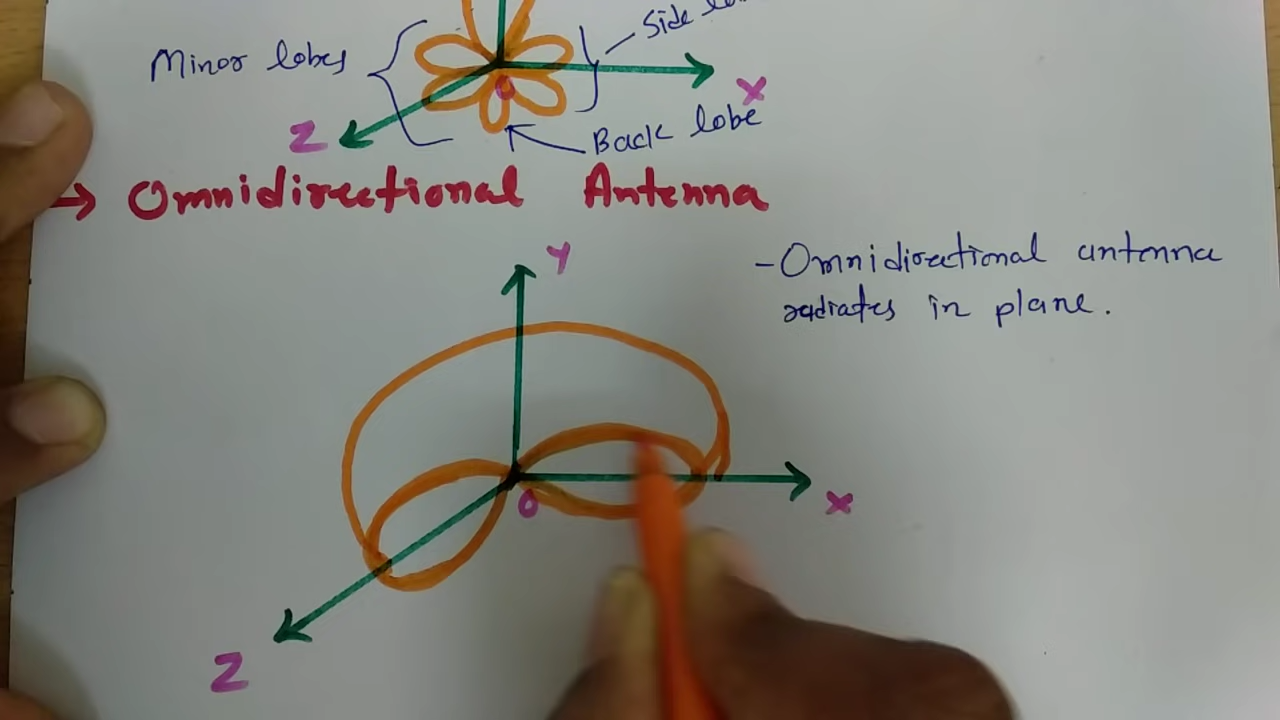 Side
Minor lobes
X
Z
O
Back lobe
→ Omnidirectional Antenna
Y
- Omnidirectional antenna
radiates in plane.
O
X
Z